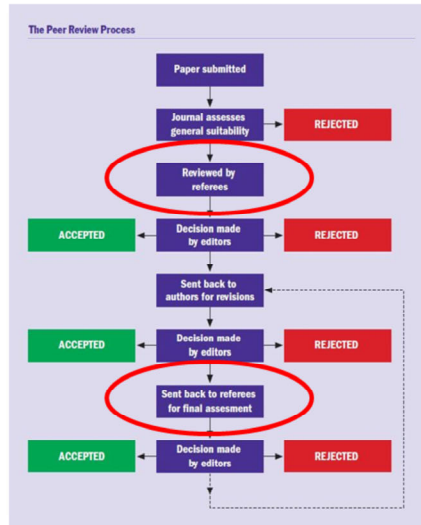 The Peer Review Process
Paper submitted
Journal assesses
general suitability
REJECTED
Reviewed by
referees
ACCEPTED
Decision made
by editors
REJECTED
Sent back to
authors for revisions
ACCEPTED
Decision made
by editors
REJECTED
Sent back to referees
for final assesment
ACCEPTED
Decision made
by editors
REJECTED